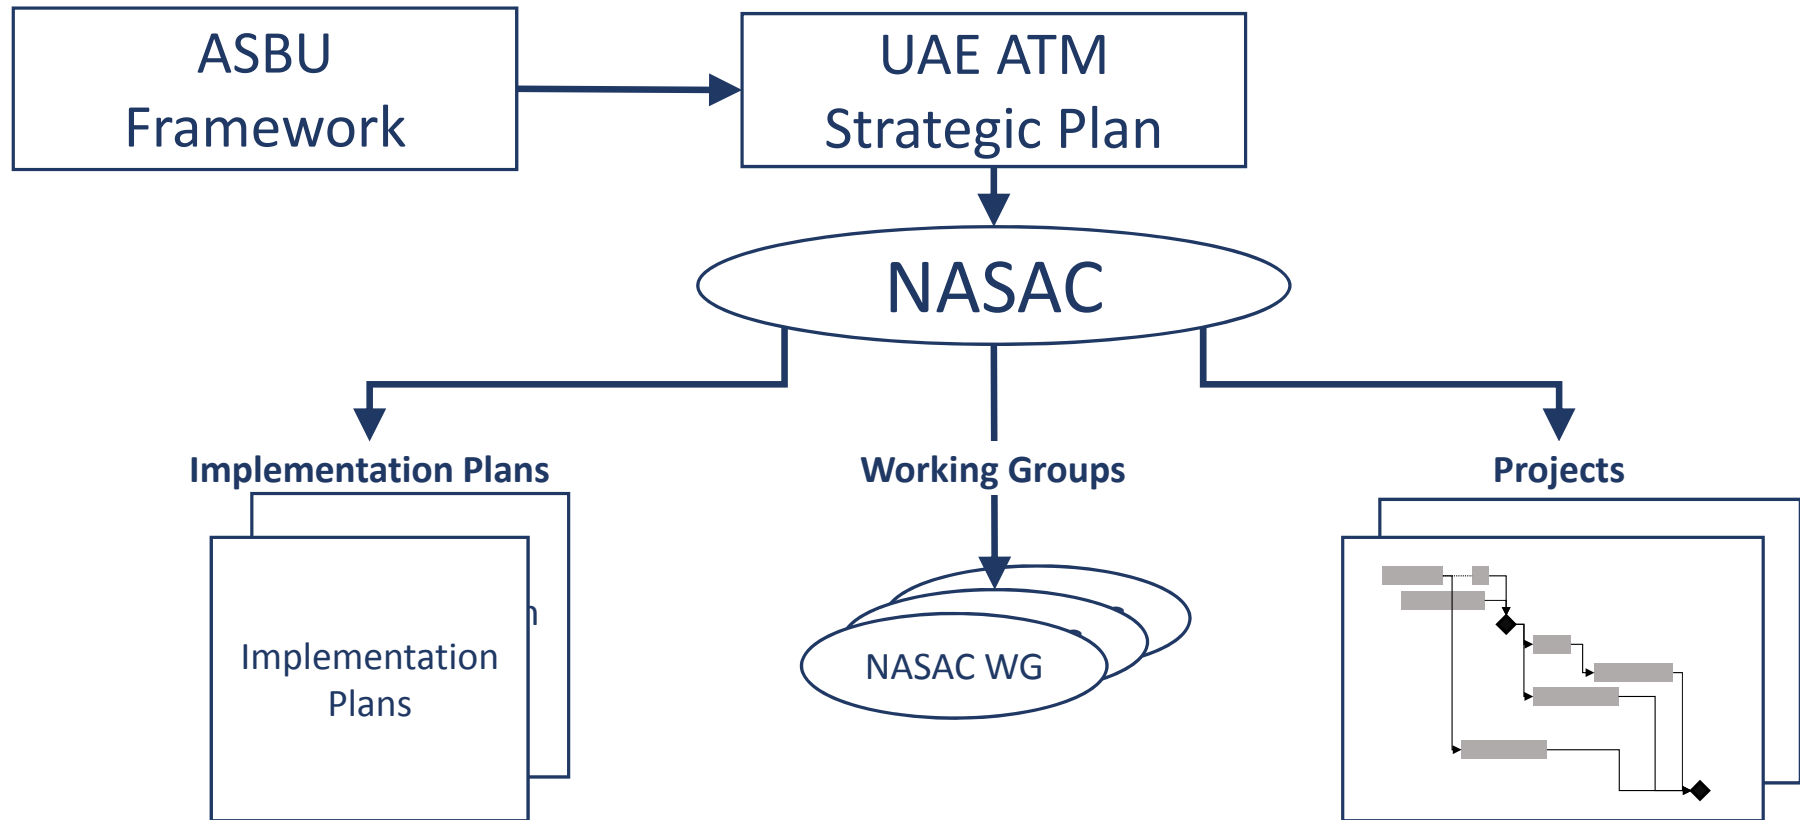 ASBU
Framework
UAE ATM
Strategic Plan
NASAC
Implementation Plans
Working Groups
Projects
Implementation
Plans
NASAC WG